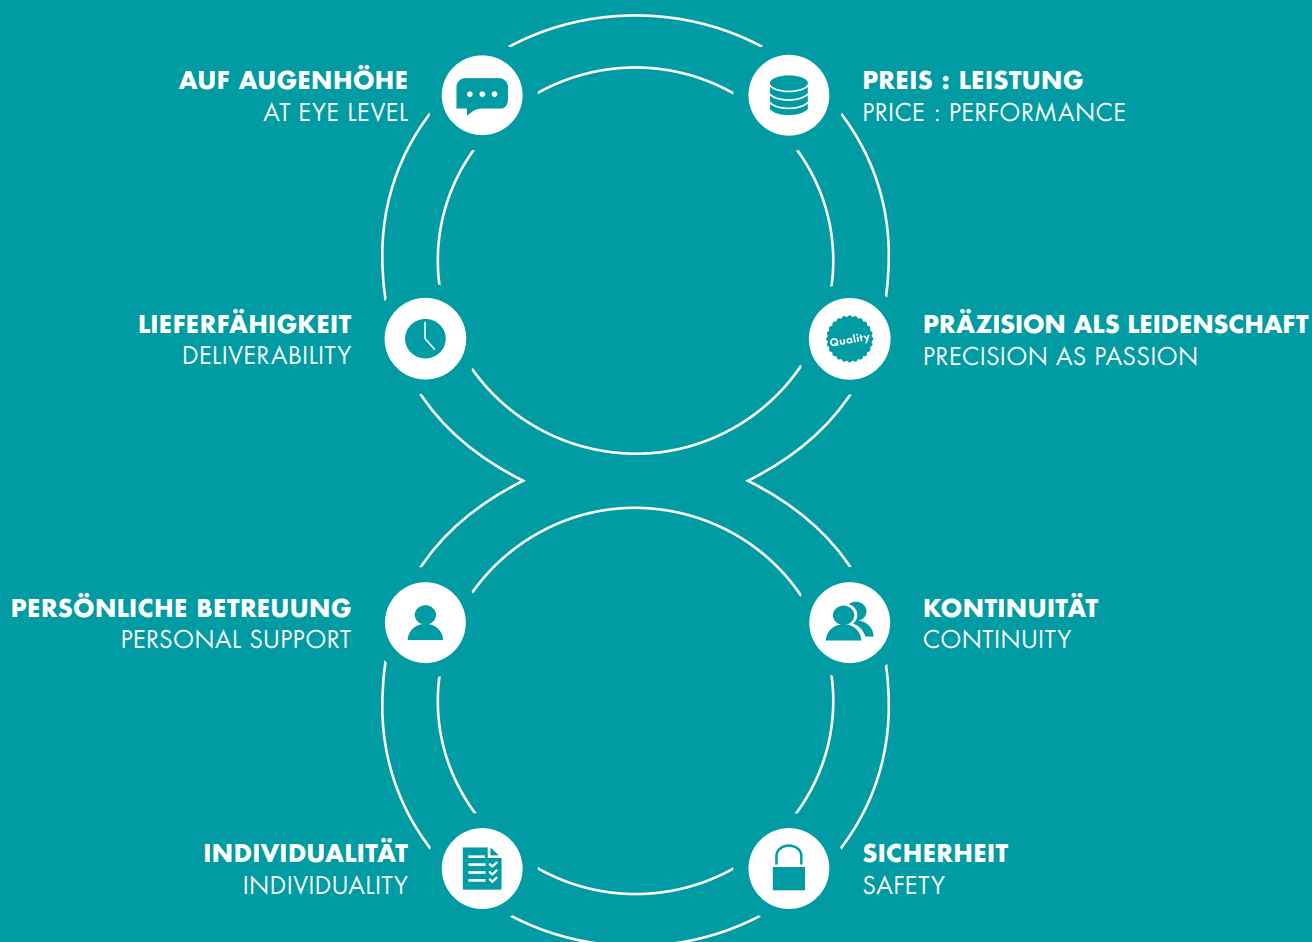 AUF AUGENHÖHE
AT EYE LEVEL
PREIS : LEISTUNG
PRICE : PERFORMANCE
LIEFERFÄHIGKEIT
DELIVERABILITY
Quality
PRÄZISION ALS LEIDENSCHAFT
PRECISION AS PASSION
PERSÖNLICHE BETREUUNG
PERSONAL SUPPORT
KONTINUITÄT
CONTINUITY
INDIVIDUALITÄT
INDIVIDUALITY
SICHERHEIT
SAFETY